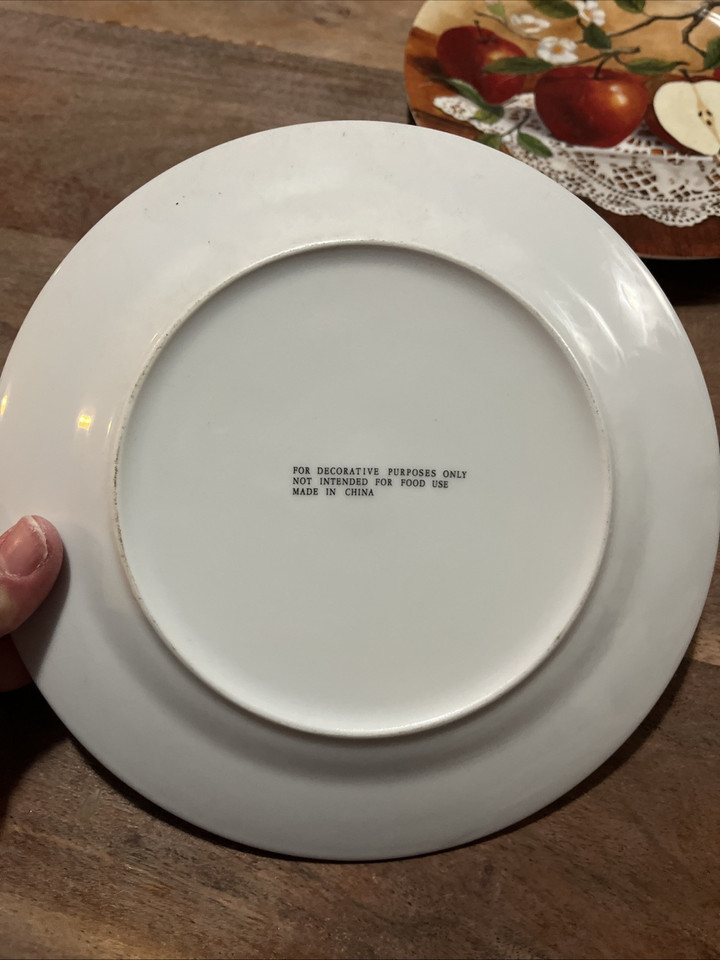 FOR DECORATIVE PURPOSES ONLY
NOT INTENDED FOR FOOD USE
MADE IN CHINA